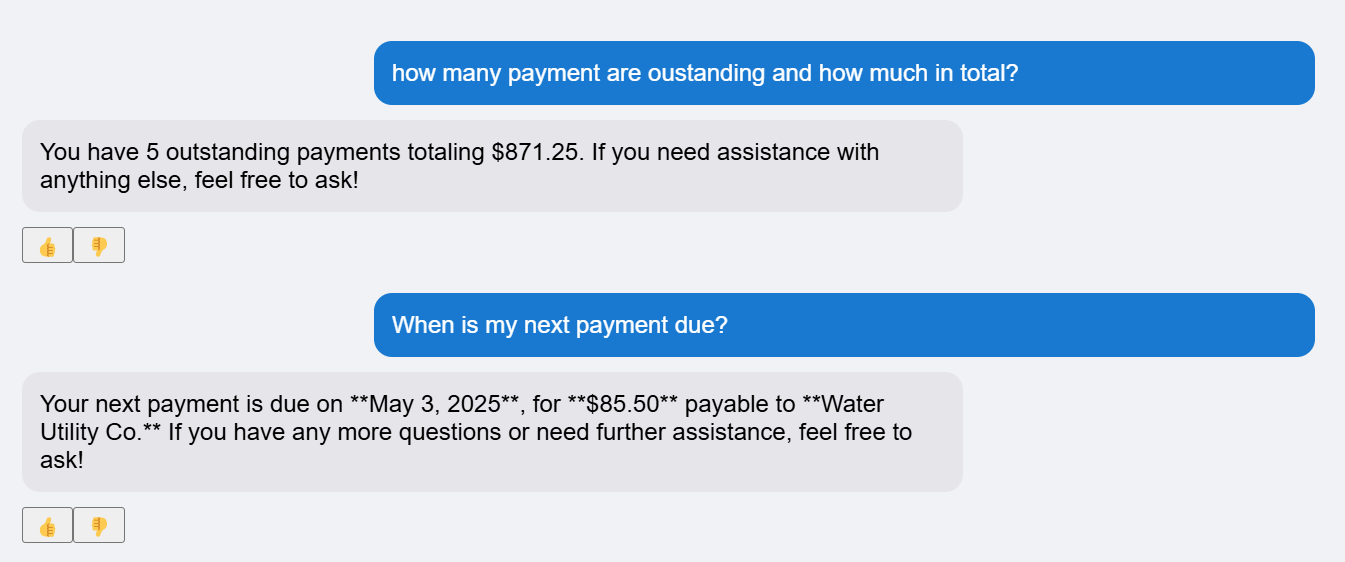 how many payment are oustanding and how much in total?
You have 5 outstanding payments totaling $871.25. If you need assistance with
anything else, feel free to ask!
When is my next payment due?
Your next payment is due on **May 3, 2025**, for **$85.50** payable to **Water
Utility Co.** If you have any more questions or need further assistance, feel free to
ask!